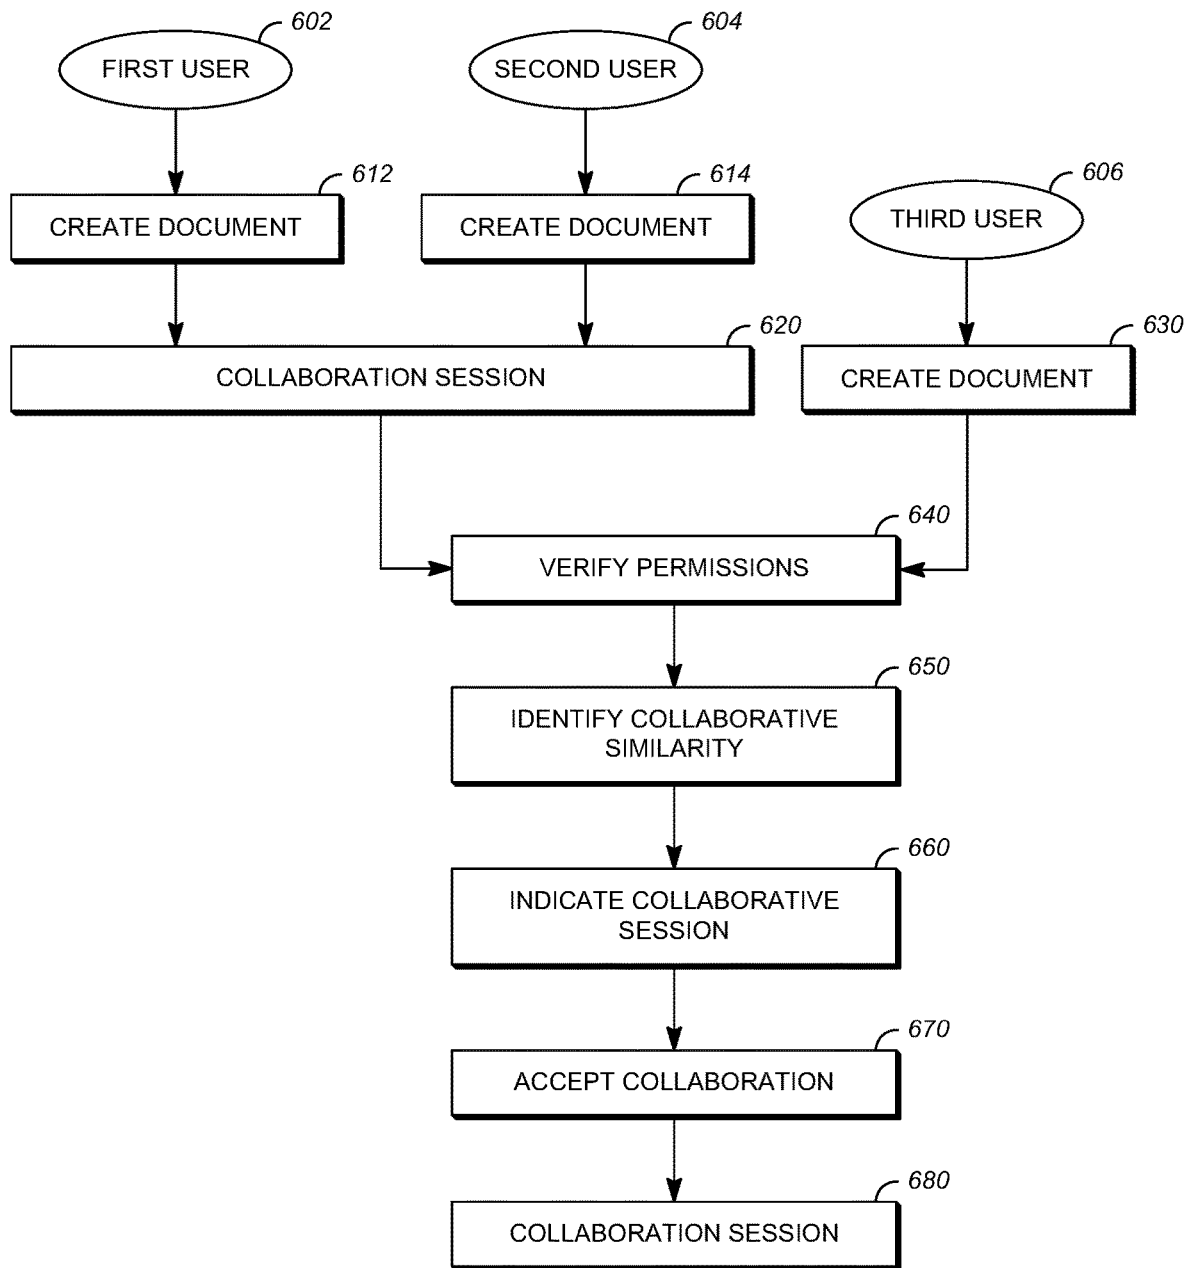 602
FIRST USER
604
SECOND USER
612
CREATE DOCUMENT
614
CREATE DOCUMENT
606
THIRD USER
620
COLLABORATION SESSION
630
CREATE DOCUMENT
640
VERIFY PERMISSIONS
650
IDENTIFY COLLABORATIVE
SIMILARITY
660
INDICATE COLLABORATIVE
SESSION
670
ACCEPT COLLABORATION
680
COLLABORATION SESSION